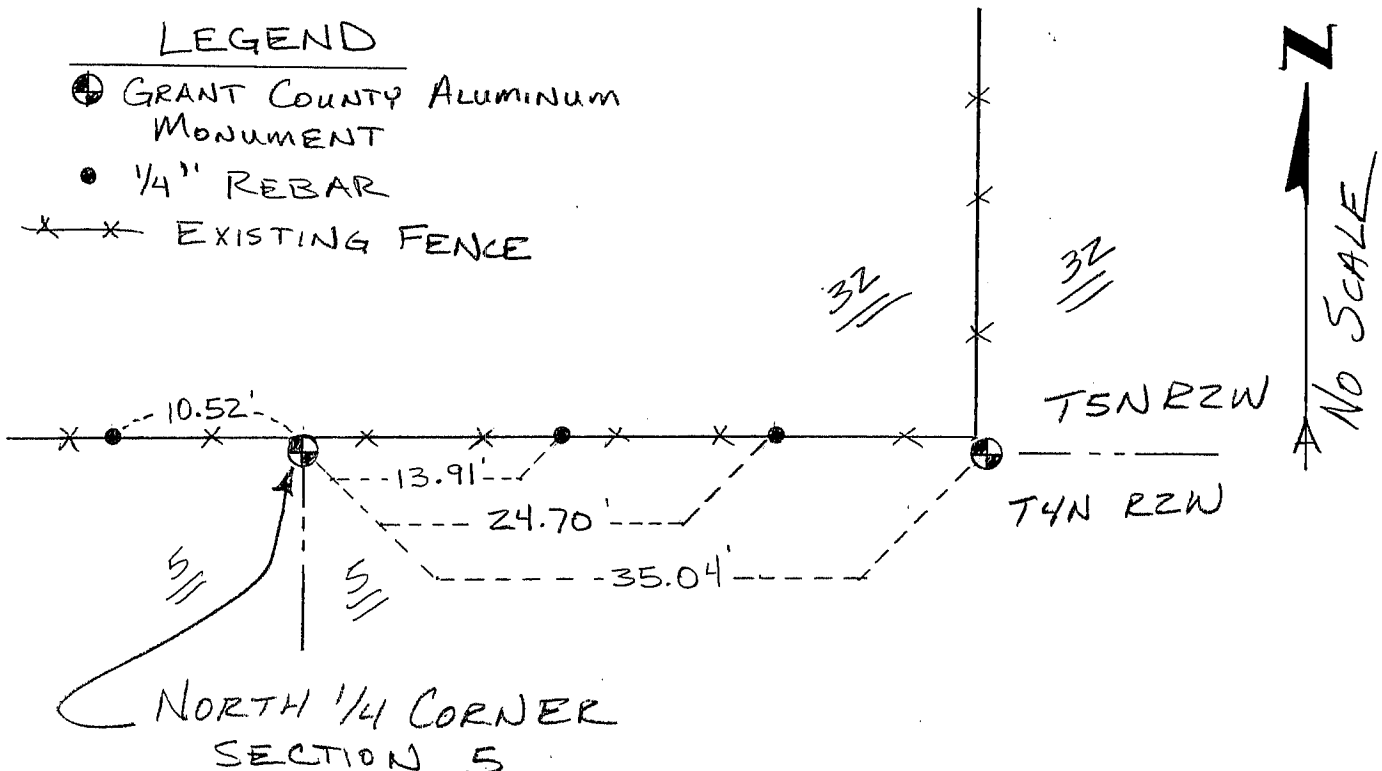 LEGEND
GRANT COUNTY ALUMINUM
MONUMENT
1/4" REBAR
EXISTING FENCE
N
NO SCALE
32
32
T5N R2W
T4N R2W
10.52'
13.91'
24.70'
35.04'
5
5
NORTH 1/4 CORNER
SECTION 5